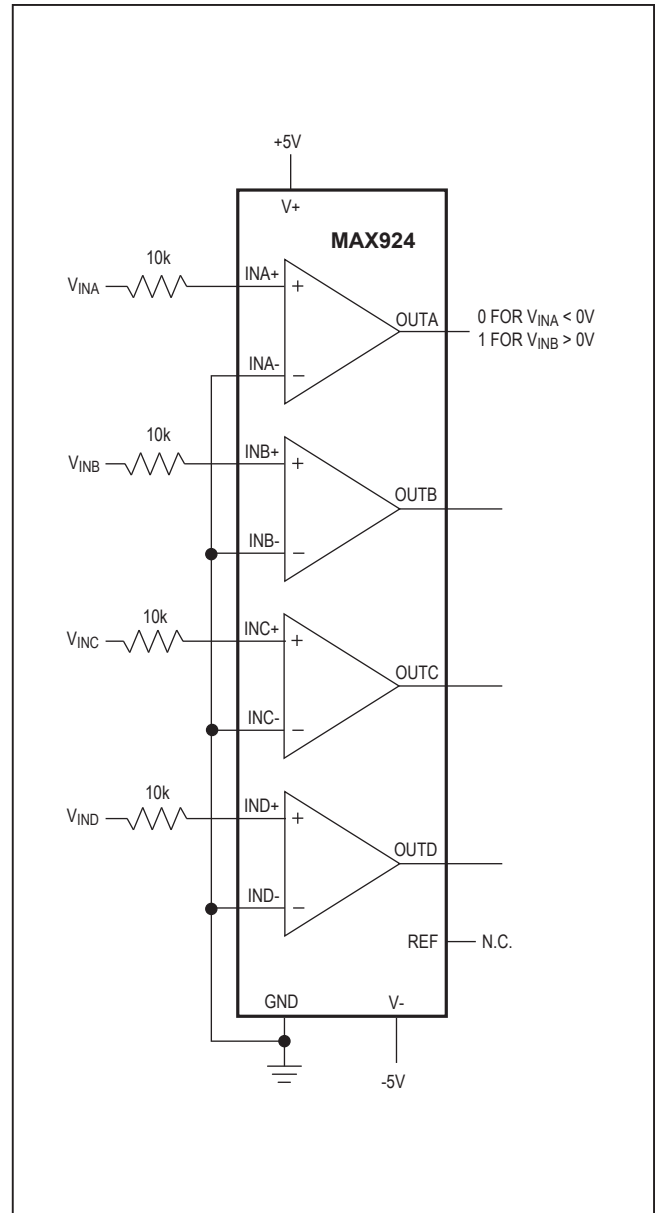 +5V
V+
MAX924
10k
VINA
INA+
+
OUTA
0 FOR VINA < 0V
1 FOR VINB > 0V
INA-
−
10k
VINB
INB+
+
OUTB
INB-
−
10k
VINC
INC+
+
OUTC
INC-
−
10k
VIND
IND+
+
OUTD
IND-
−
REF
N.C.
GND
V-
-5V